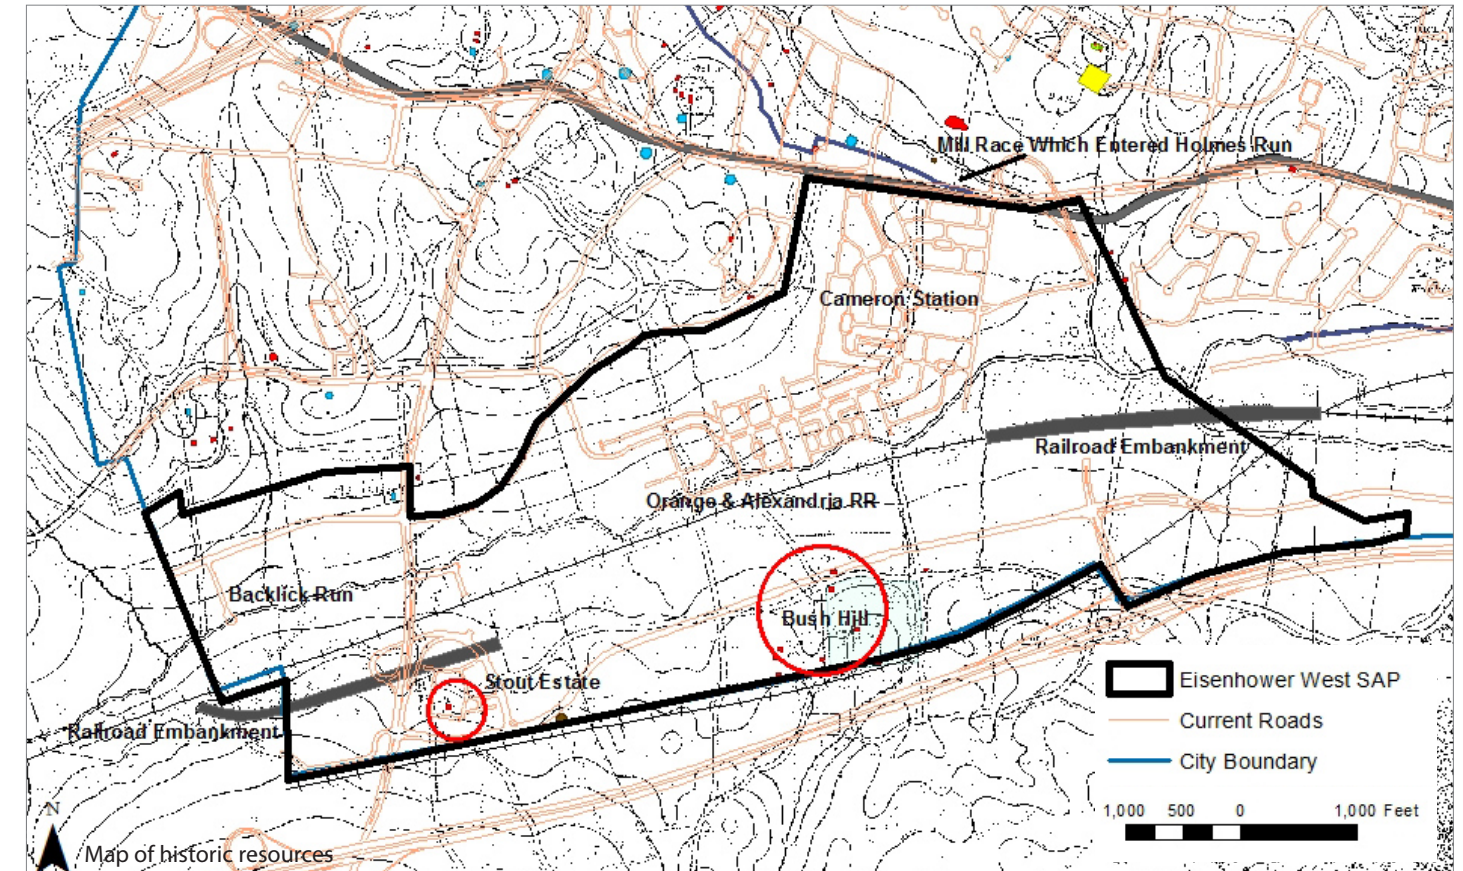 Mill Race Which Entered Holmes Run
Cameron Station
Railroad Embankment
Orange & Alexandria RR
Backlick Run
Bush Hill
Stout Estate
Railroad Embankment
Eisenhower West SAP
Current Roads
City Boundary
1,000 500 0 1,000 Feet
N
Map of historic resources